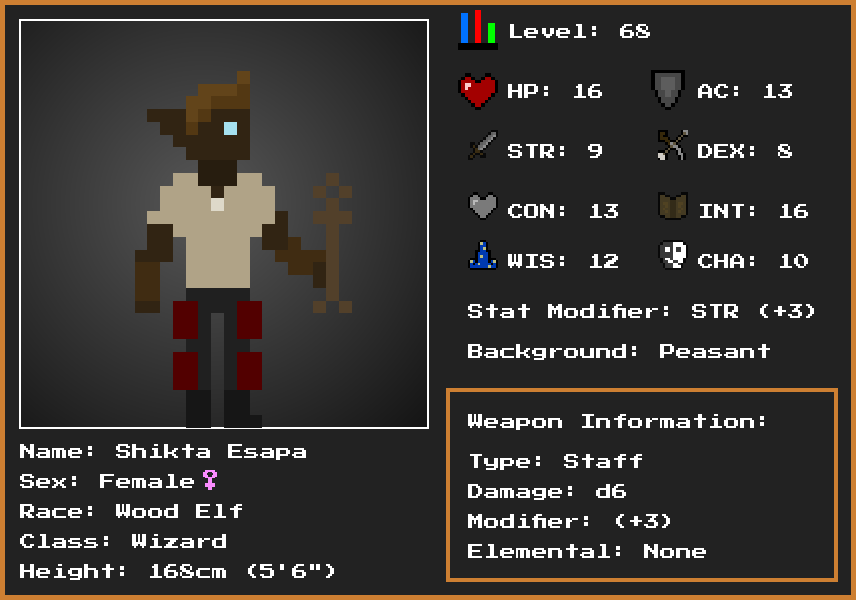 Level: 68
HP: 16
AC: 13
STR: 9
DEX: 8
CON: 13
INT: 16
WIS: 12
CHA: 10
Stat Modifier: STR (+3)
Background: Peasant
Weapon Information:
Type: Staff
Damage: d6
Modifier: (+3)
Elemental: None
Name: Shikta Esapa
Sex: Female♀
Race: Wood Elf
Class: Wizard
Height: 168cm (5'6")